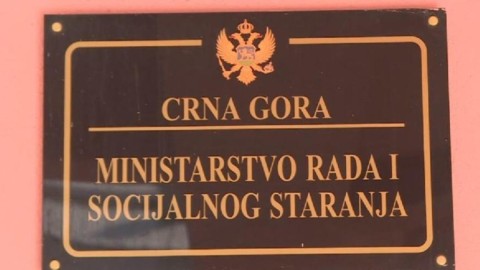 CRNA GORA
MINISTARSTVO RADA I
SOCIJALNOG STARANJA